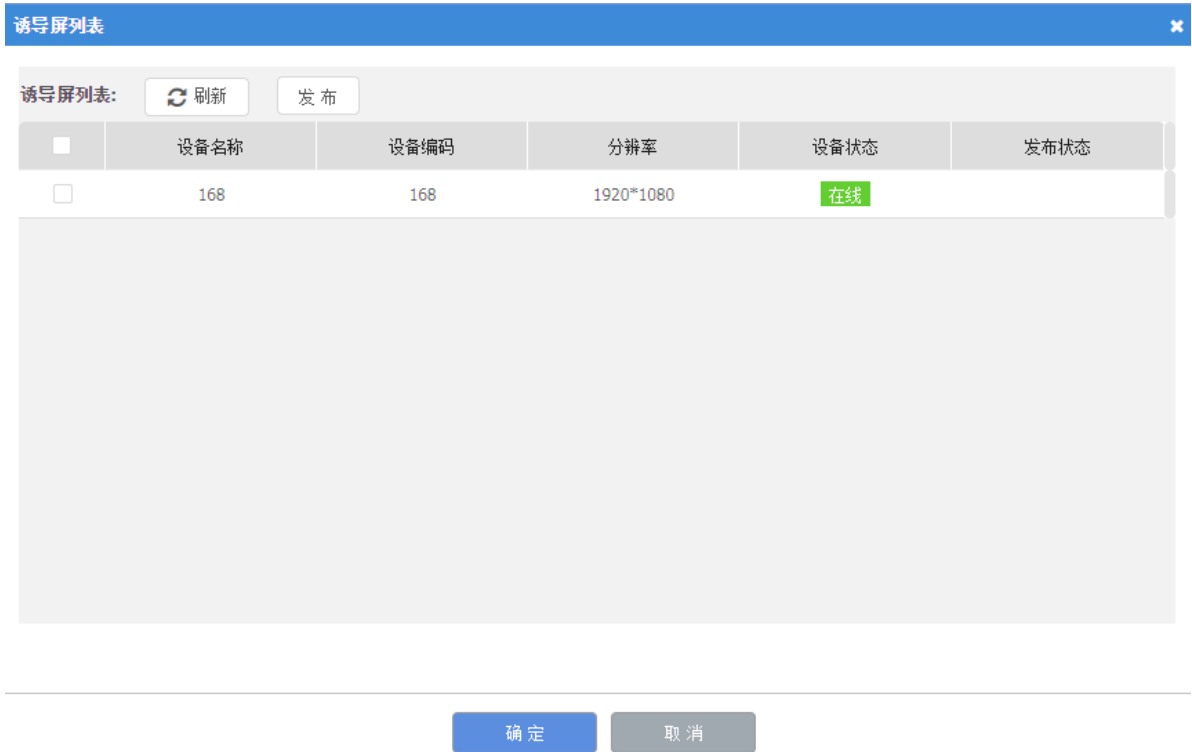 诱导屏列表
诱导屏列表: 刷新 发布
设备名称 设备编码 分辨率 设备状态 发布状态
168 168 1920*1080 在线
确定 取消